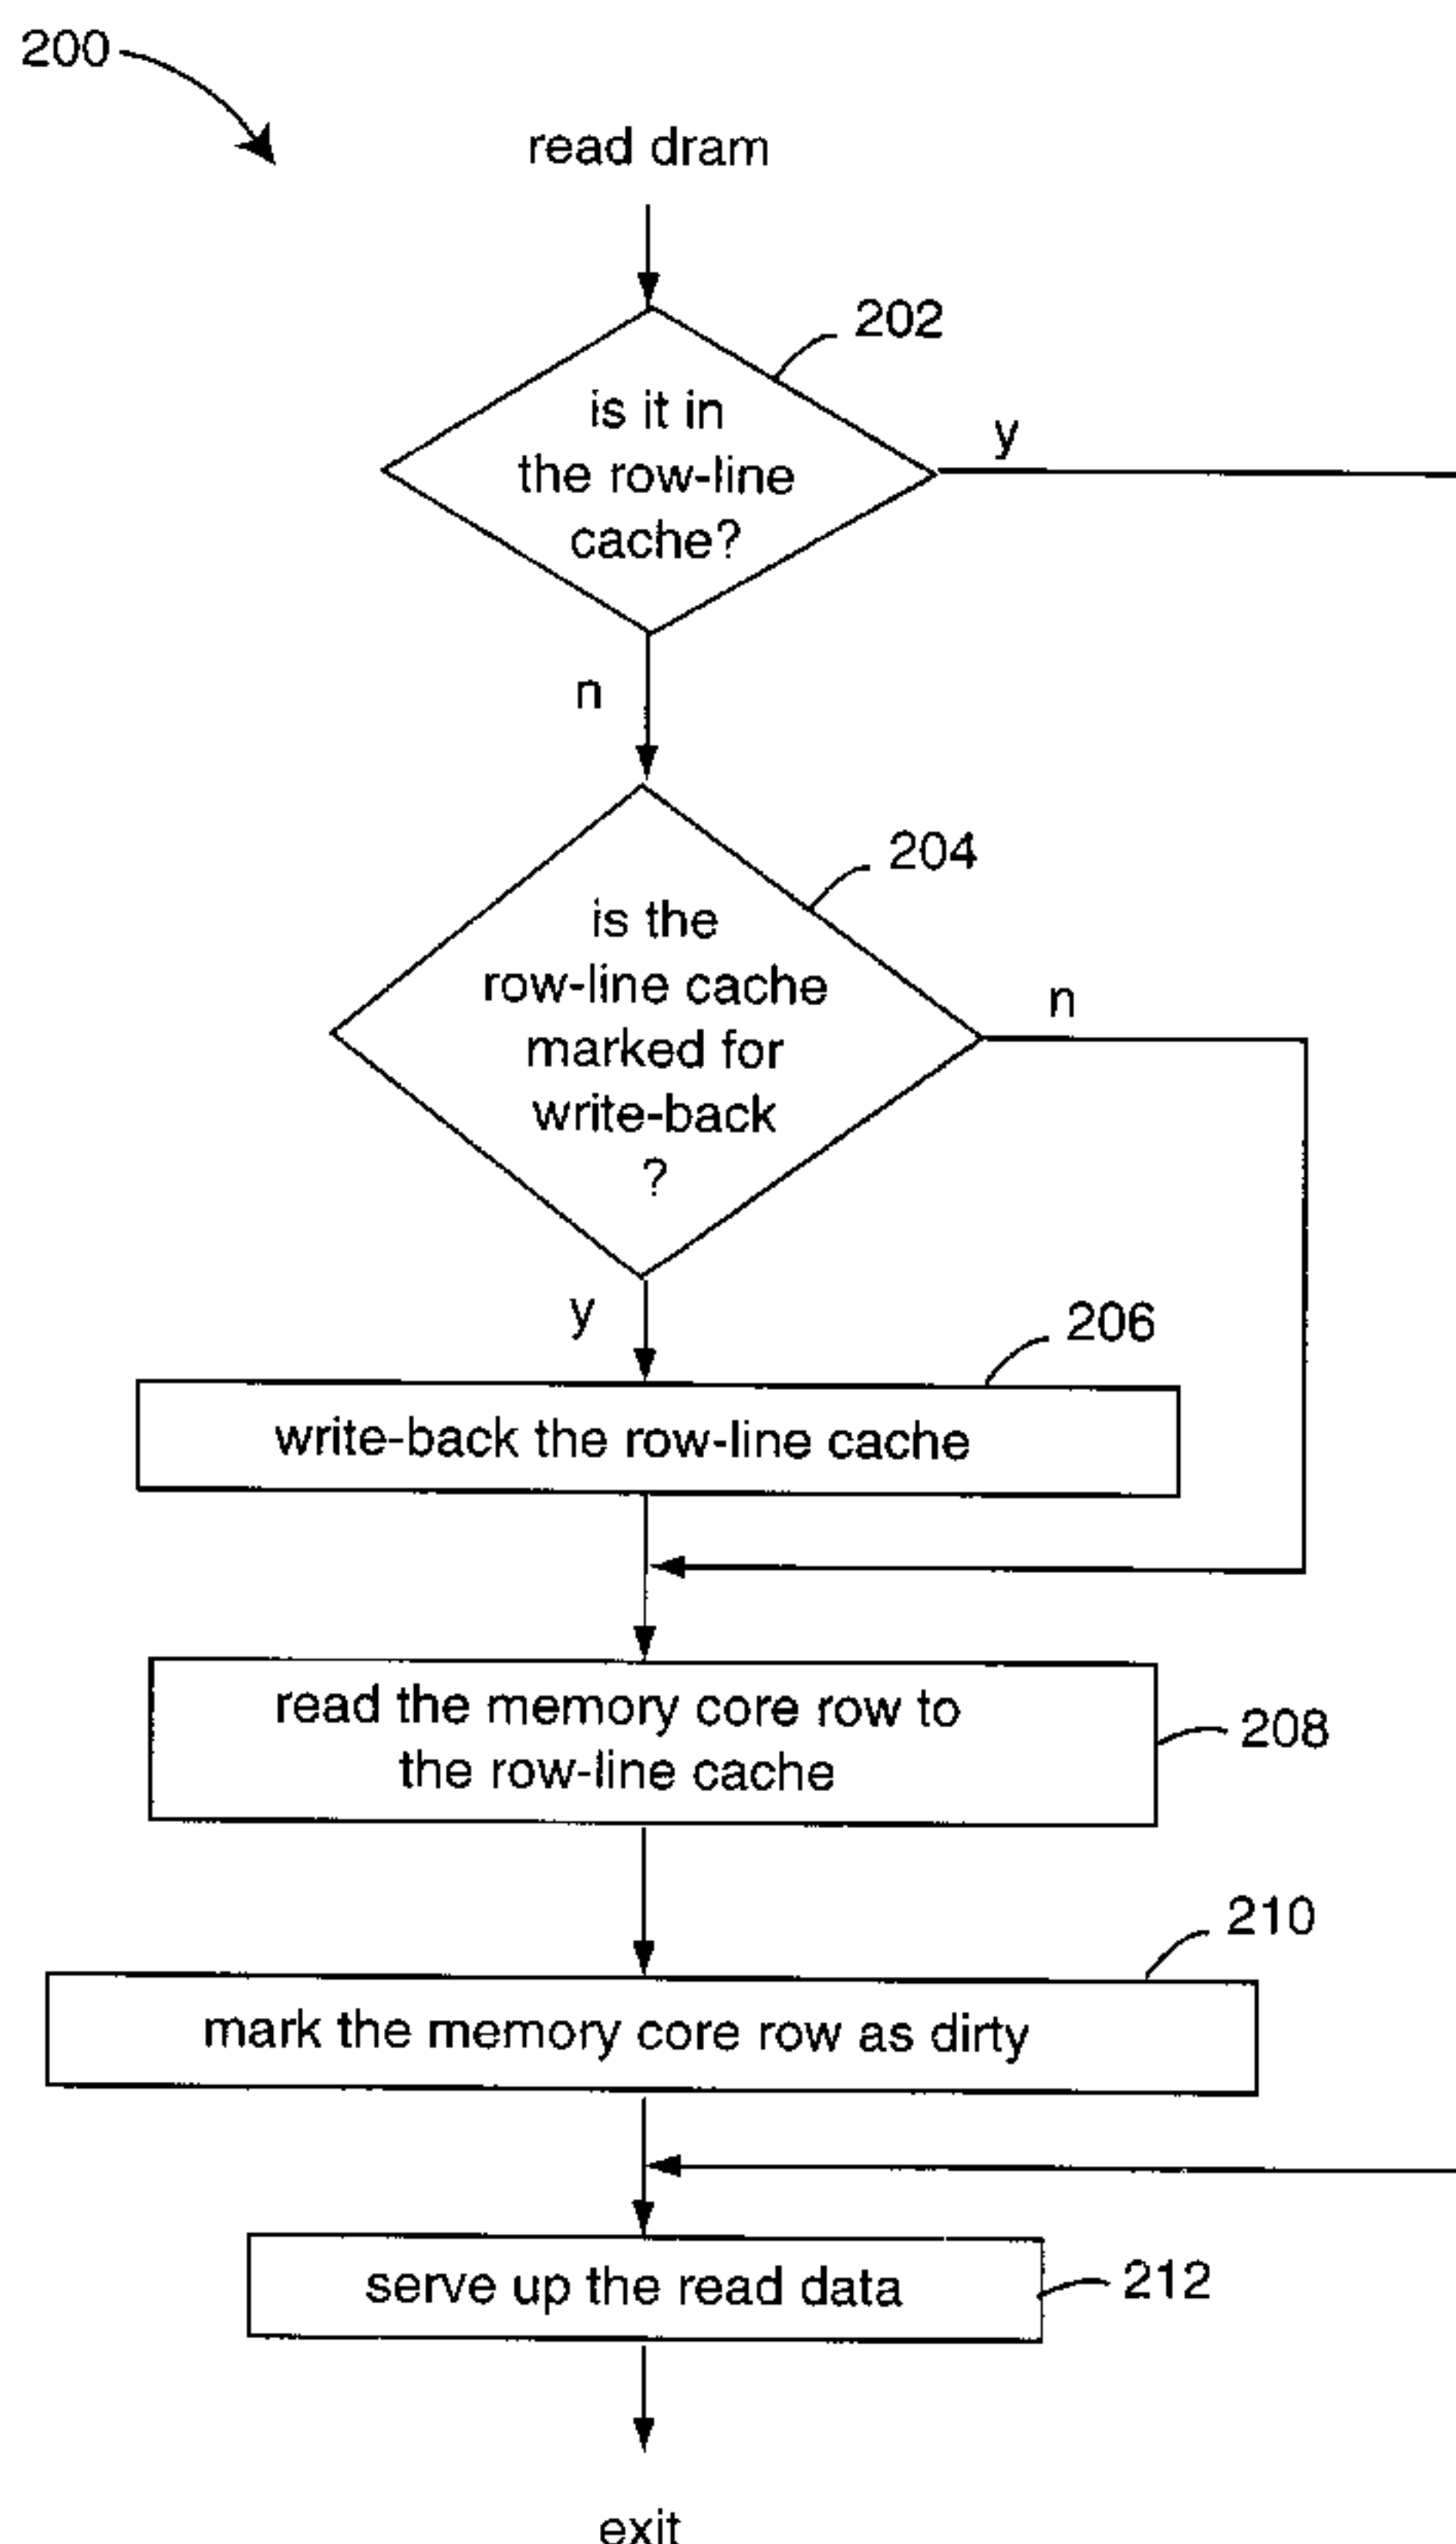 200
read dram
202
is it in
the row-line
cache?
y
n
204
is the
row-line cache
marked for
write-back
?
n
y
206
write-back the row-line cache
read the memory core row to
the row-line cache
208
210
mark the memory core row as dirty
serve up the read data
212
exit